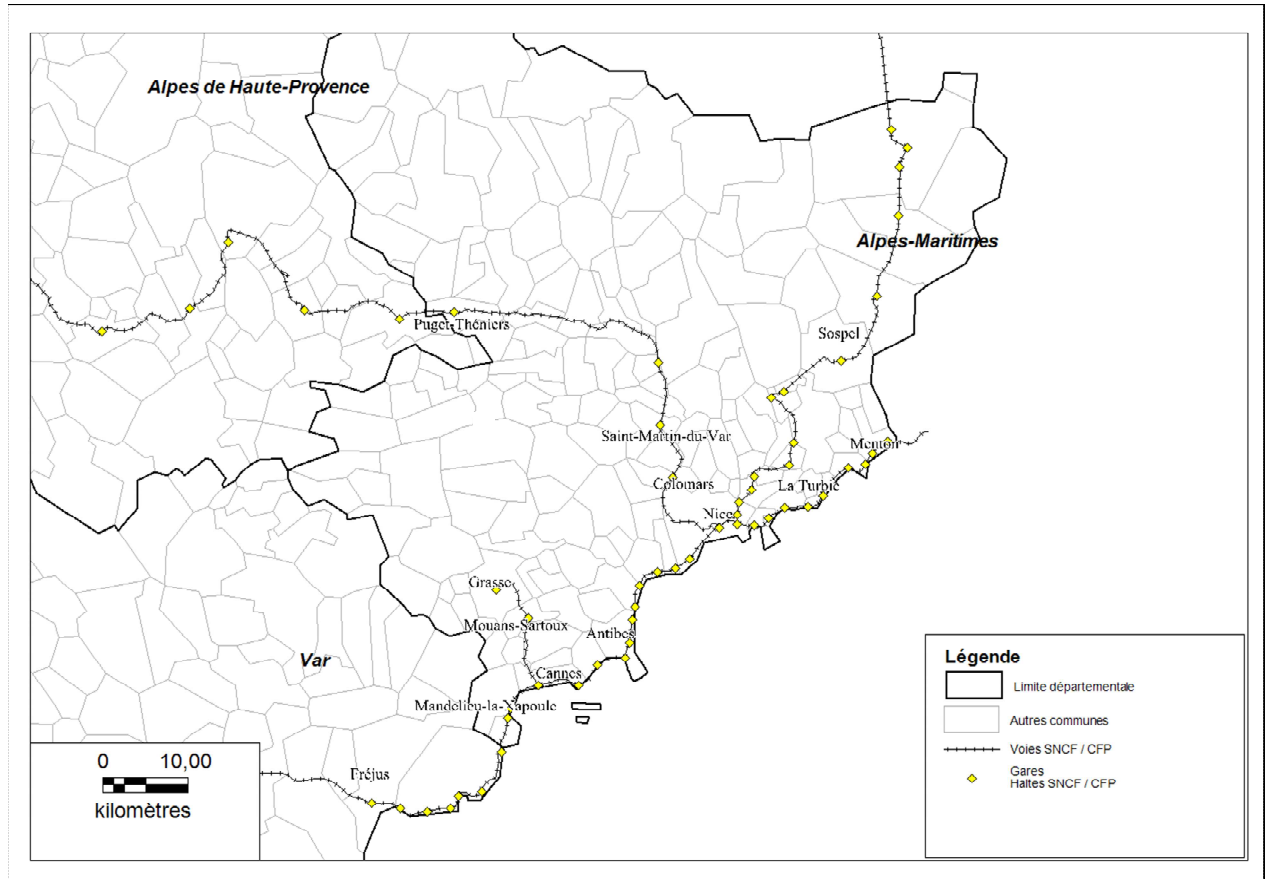 Alpes de Haute-Provence
Alpes-Maritimes
Puget-Théniers
Sospel
Saint-Martin-du-Var
Menton
Colomars
La Turbie
Nice
Grasse
Mouans-Sartoux
Antibes
Var
Cannes
Mandelieu-la-Napoule
Fréjus
0 10,00
kilomètres
Légende
Limite départementale
Autres communes
Voies SNCF / CFP
Gares
Haltes SNCF / CFP